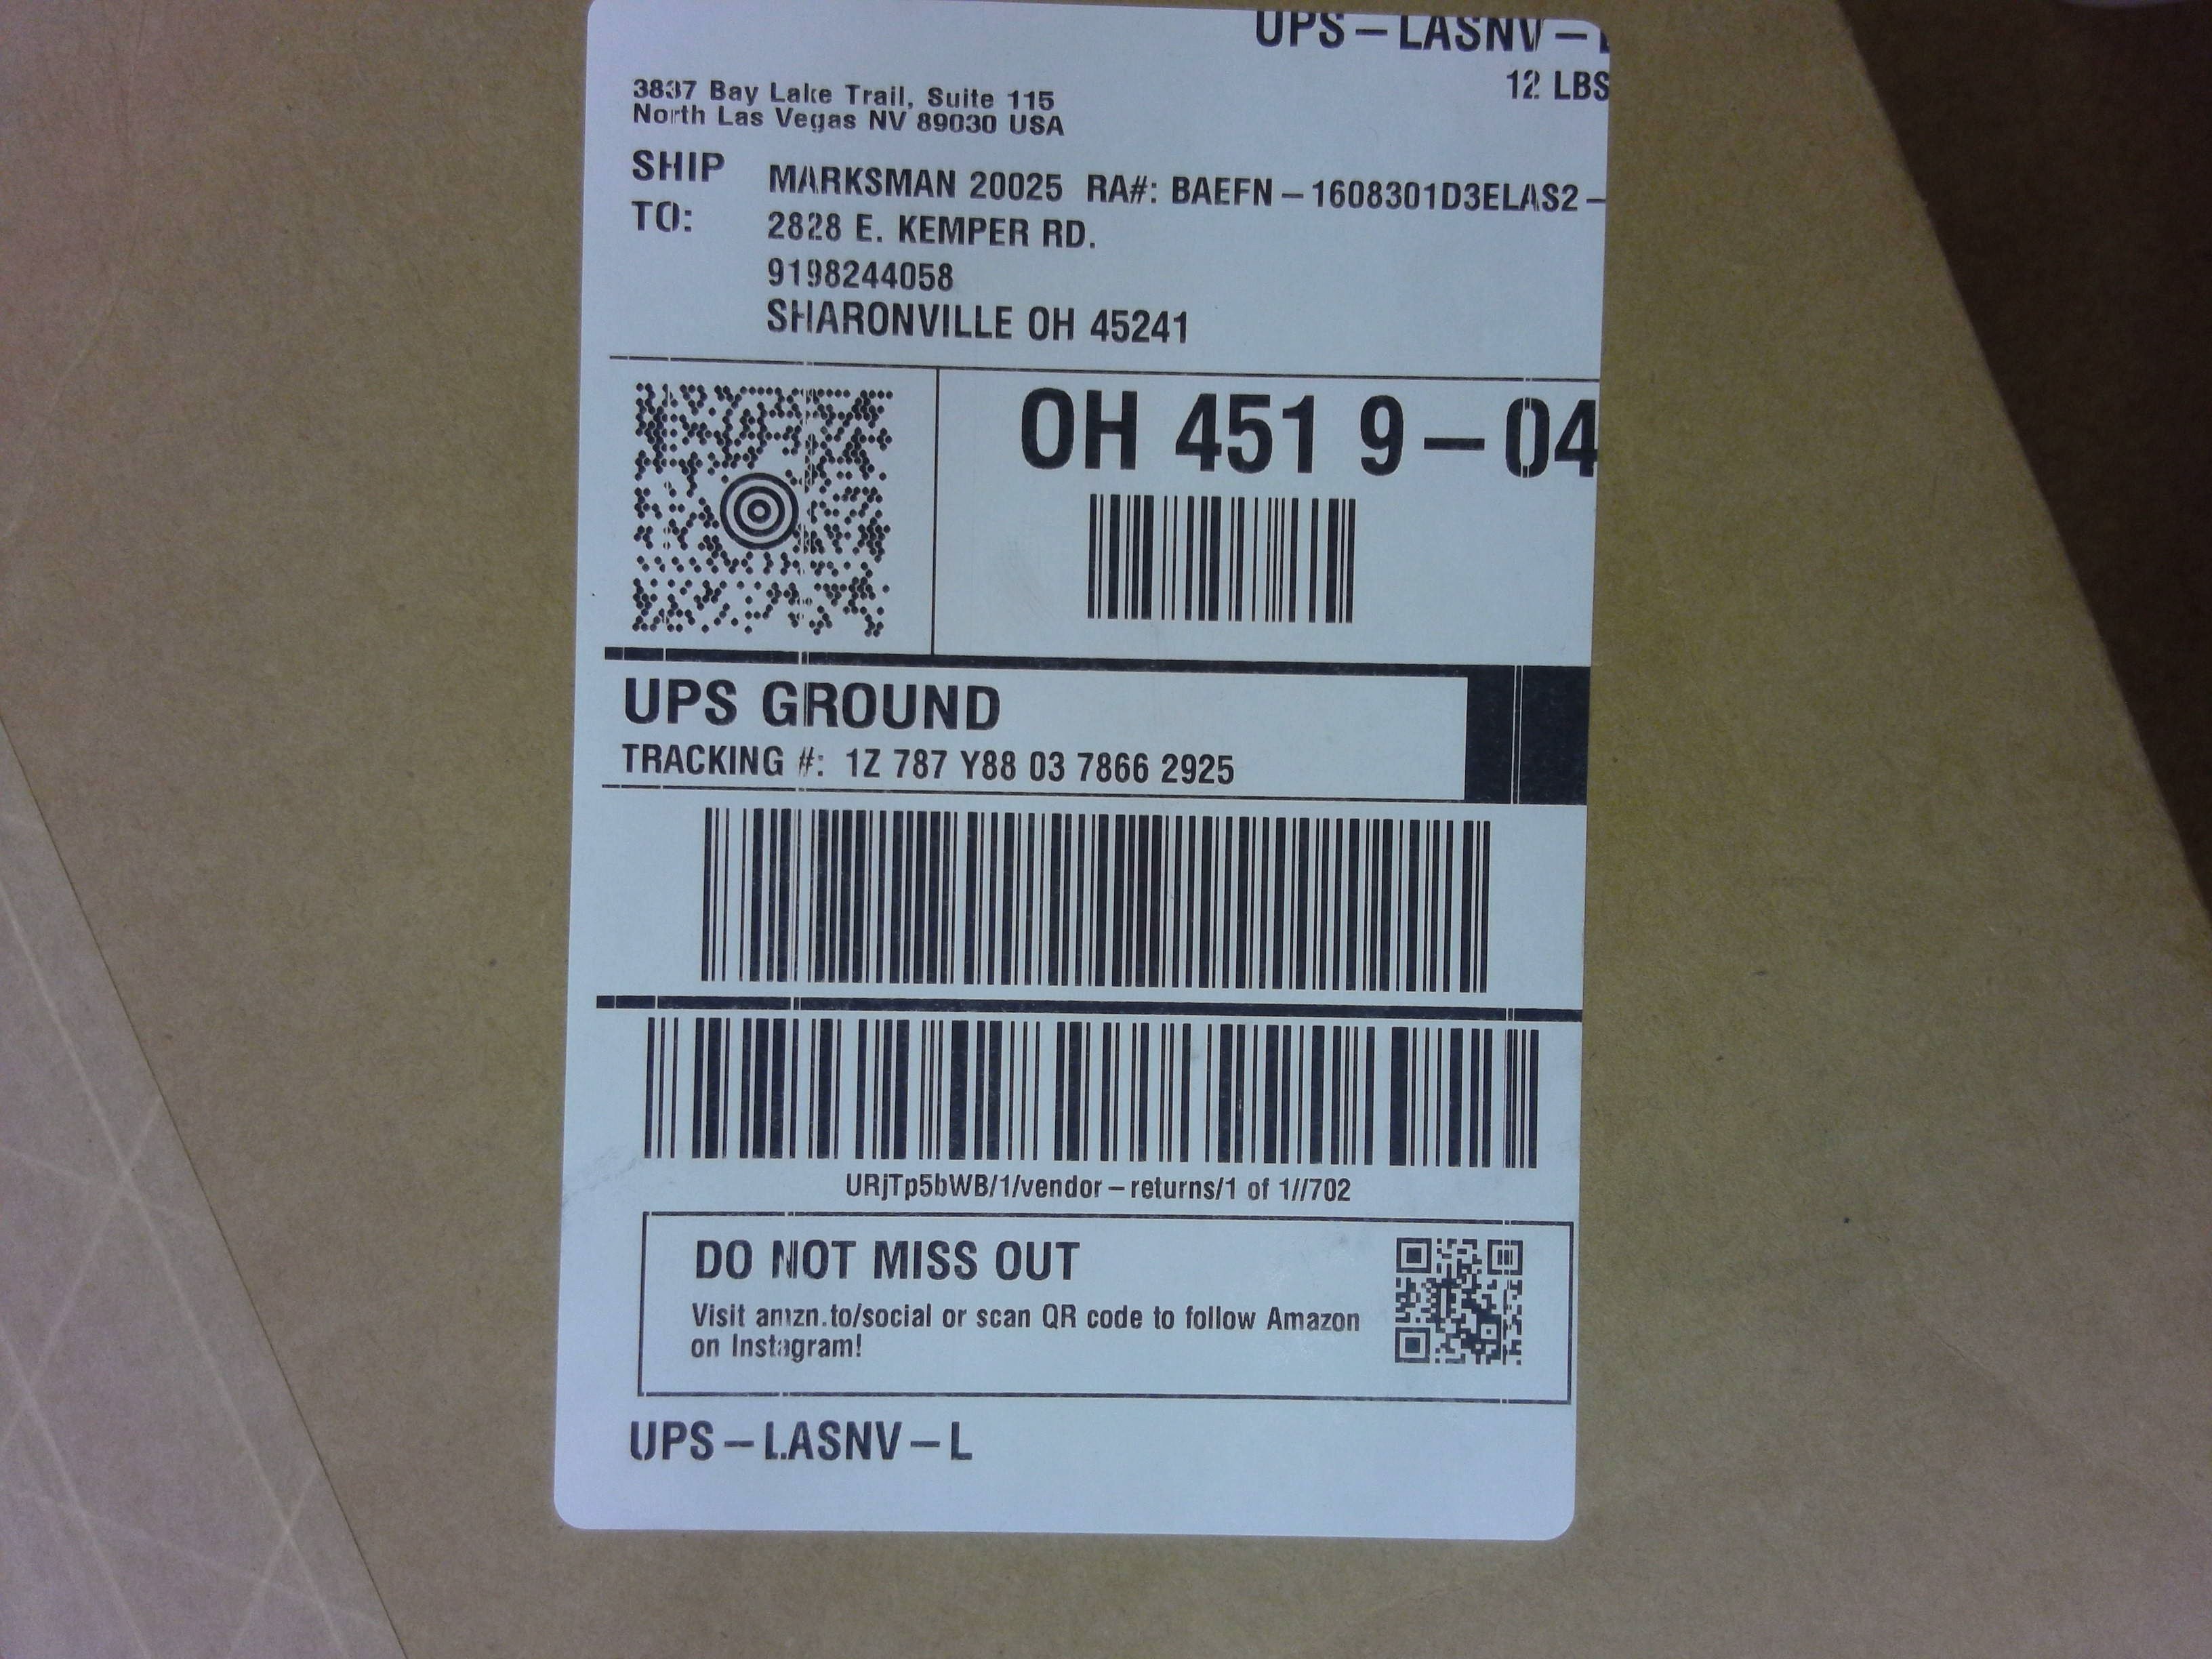 UPS-LASNV-L
12 LBS
3837 Bay Lake Trail, Suite 115
North Las Vegas NV 89030 USA
SHIP TO:
MARKSMAN 20025 RA#: BAEFN-1608301D3ELAS2-
2828 E. KEMPER RD.
9198244058
SHARONVILLE OH 45241
OH 451 9-04
UPS GROUND
TRACKING #: 1Z 787 Y88 03 7866 2925
URjTp5bWB/1/vendor-returns/1 of 1//702
DO NOT MISS OUT
Visit amzn.to/social or scan QR code to follow Amazon
on Instagram!
UPS-LASNV-L